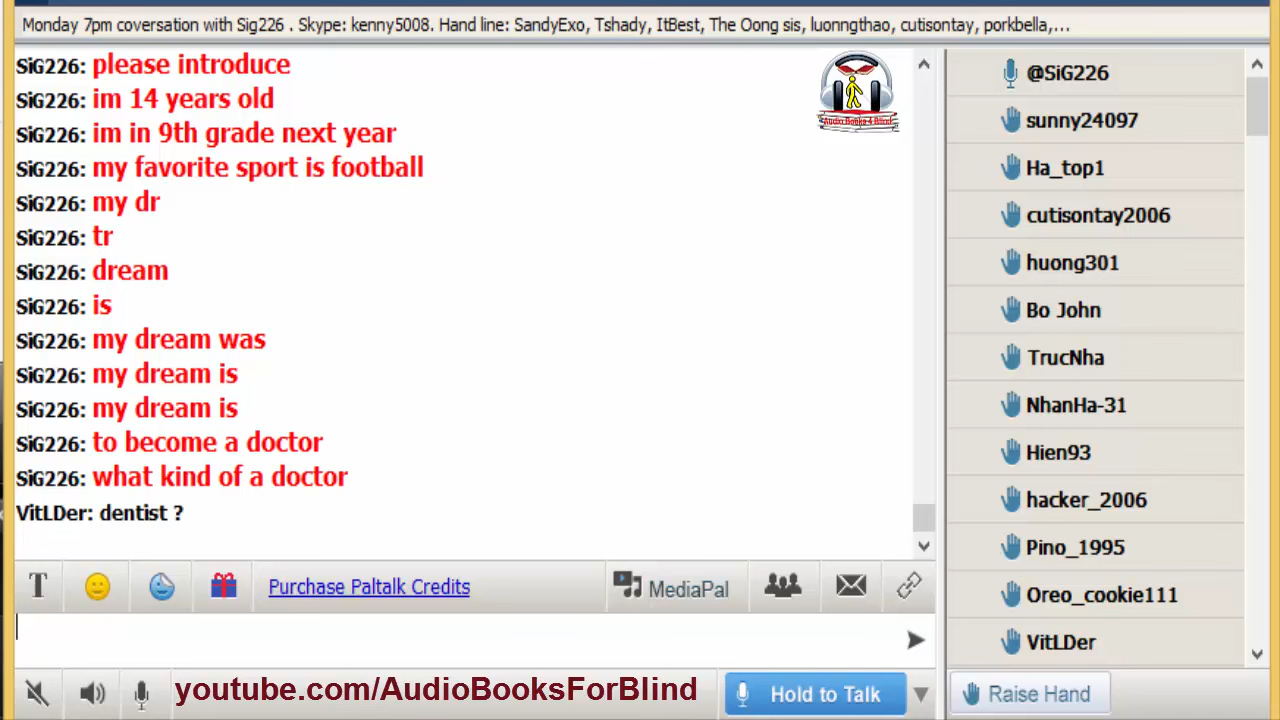 Monday 7pm coversation with Sig226 . Skype: kenny5008. Hand line: SandyExo, Tshady, ItBest, The Oong sis, luonngthao, cutisontay, porkbella,...
SiG226: please introduce
SiG226: im 14 years old
SiG226: im in 9th grade next year
SiG226: my favorite sport is football
SiG226: my dr
SiG226: tr
SiG226: dream
SiG226: is
SiG226: my dream was
SiG226: my dream is
SiG226: my dream is
SiG226: to become a doctor
SiG226: what kind of a doctor
VitLDer: dentist ?
Audio Books 4 Blind
@SiG226
sunny24097
Ha_top1
cutisontay2006
huong301
Bo John
TrucNha
NhanHa-31
Hien93
hacker_2006
Pino_1995
Oreo_cookie111
VitLDer
T Purchase Paltalk Credits MediaPal
youtube.com/AudioBooksForBlind Hold to Talk Raise Hand